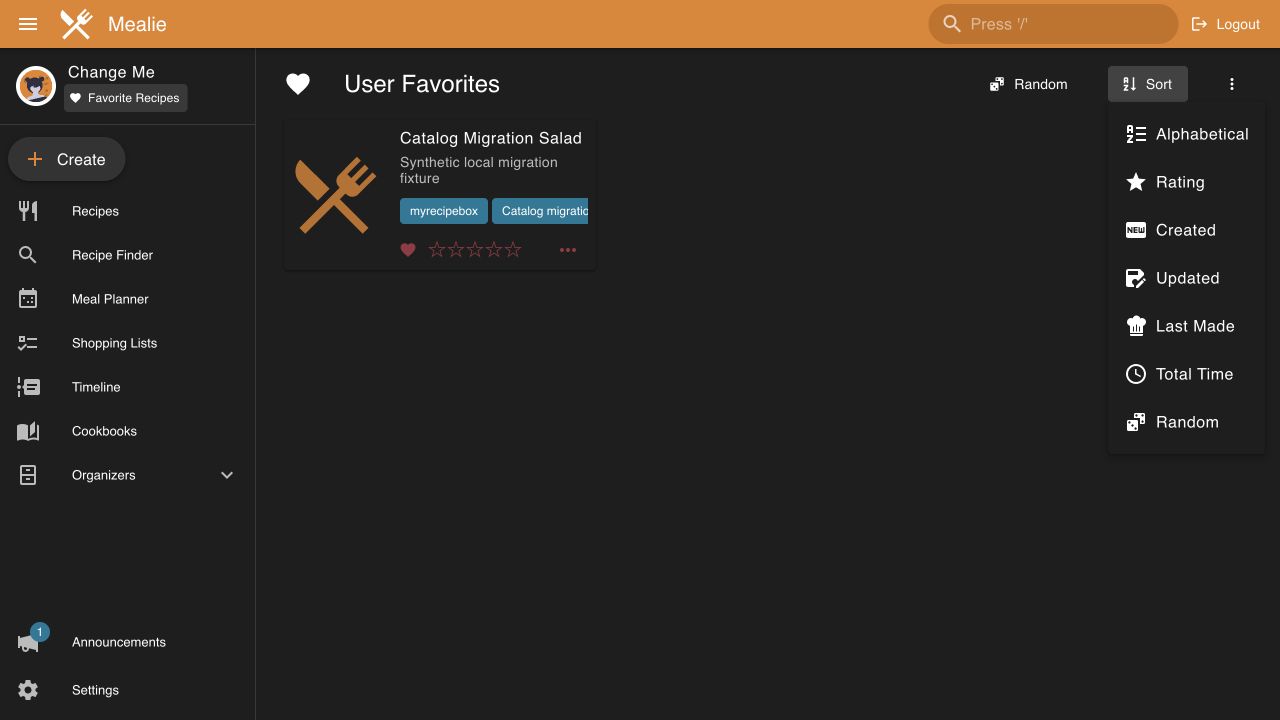 Mealie
Press '/'
Logout
Change Me
Favorite Recipes
Create
Recipes
Recipe Finder
Meal Planner
Shopping Lists
Timeline
Cookbooks
Organizers
1
Announcements
Settings
User Favorites
Random
Sort
Catalog Migration Salad
Synthetic local migration
fixture
myrecipebox
Catalog migratio
Alphabetical
Rating
NEW
Created
Updated
Last Made
Total Time
Random